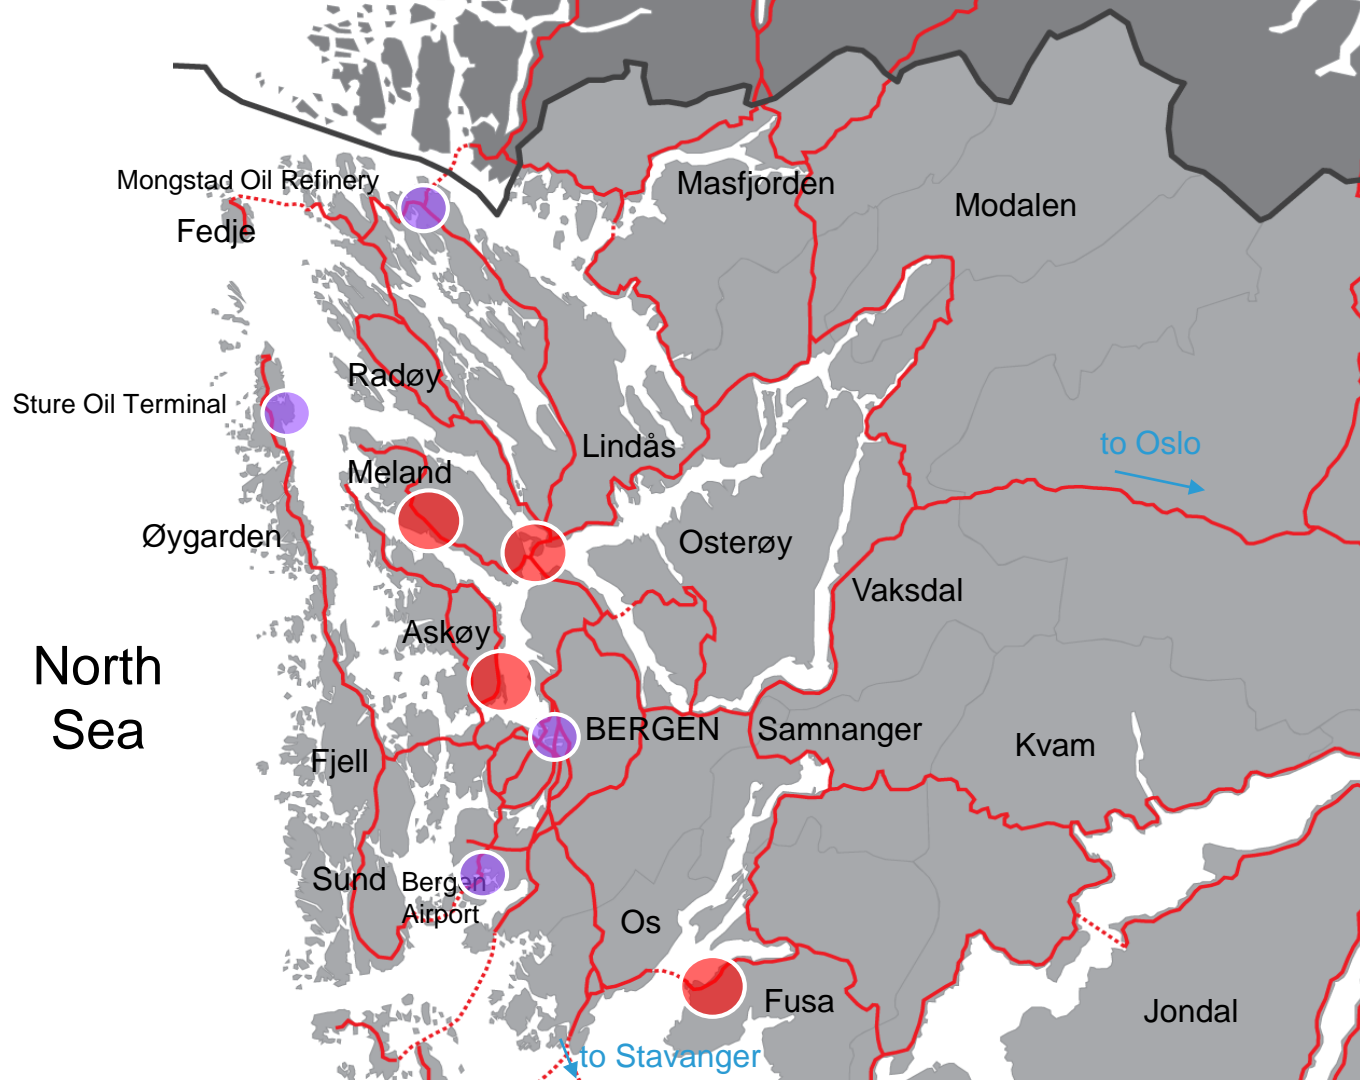 Mongstad Oil Refinery
Masfjorden
Modalen
Fedje
Radøy
Sture Oil Terminal
Lindås
to Oslo
Meland
Øygarden
Osterøy
Vaksdal
Askøy
North
Sea
BERGEN
Samnanger
Kvam
Fjell
Sund
Bergen
Airport
Os
Fusa
Jondal
to Stavanger